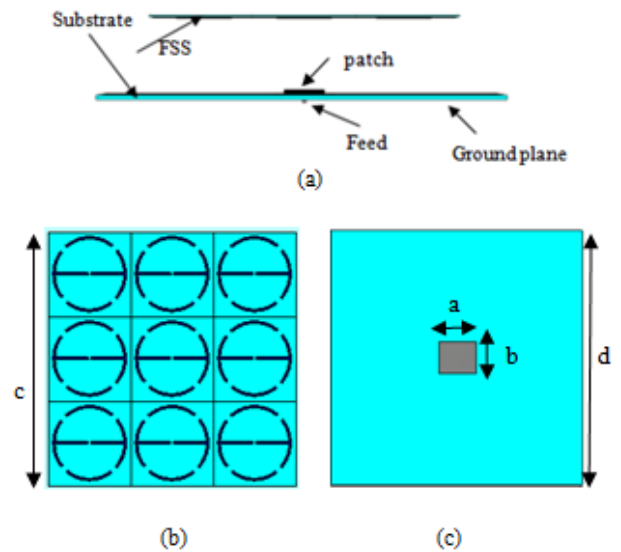 Substrate
FSS
patch
Feed
Ground plane
(a)
a
b
c
d
(b)
(c)